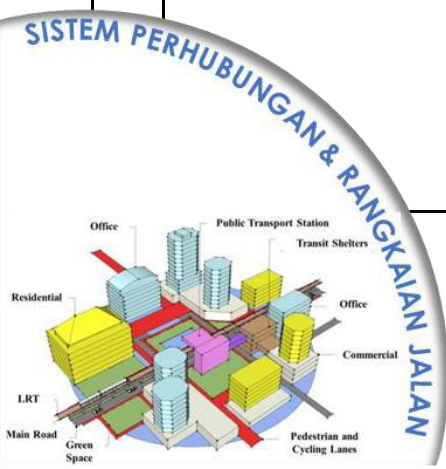 SISTEM PERHUBUNGAN & RANGKAIAN JALAN
Office
Public Transport Station
Transit Shelters
Residential
Office
Commercial
LRT
Main Road
Green
Space
Pedestrian and
Cycling Lanes